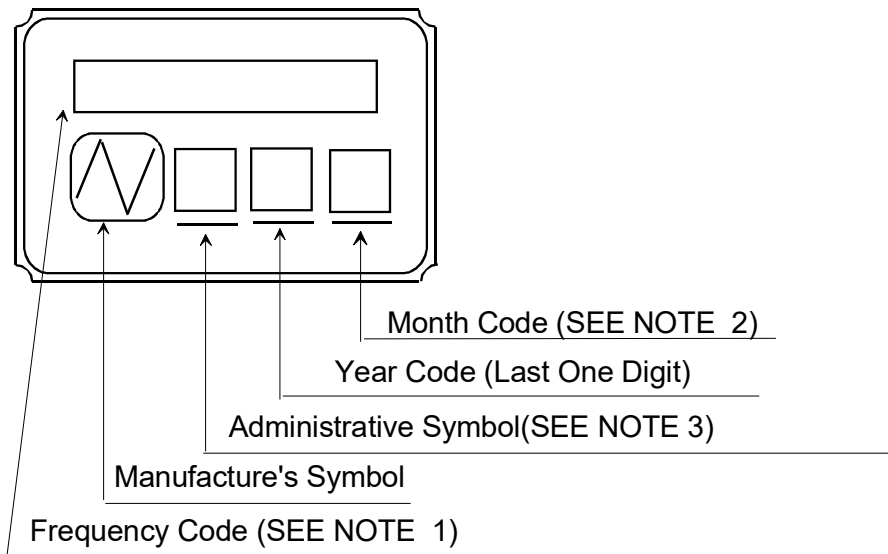 Month Code (SEE NOTE 2)
Year Code (Last One Digit)
Administrative Symbol(SEE NOTE 3)
Manufacture's Symbol
Frequency Code (SEE NOTE 1)